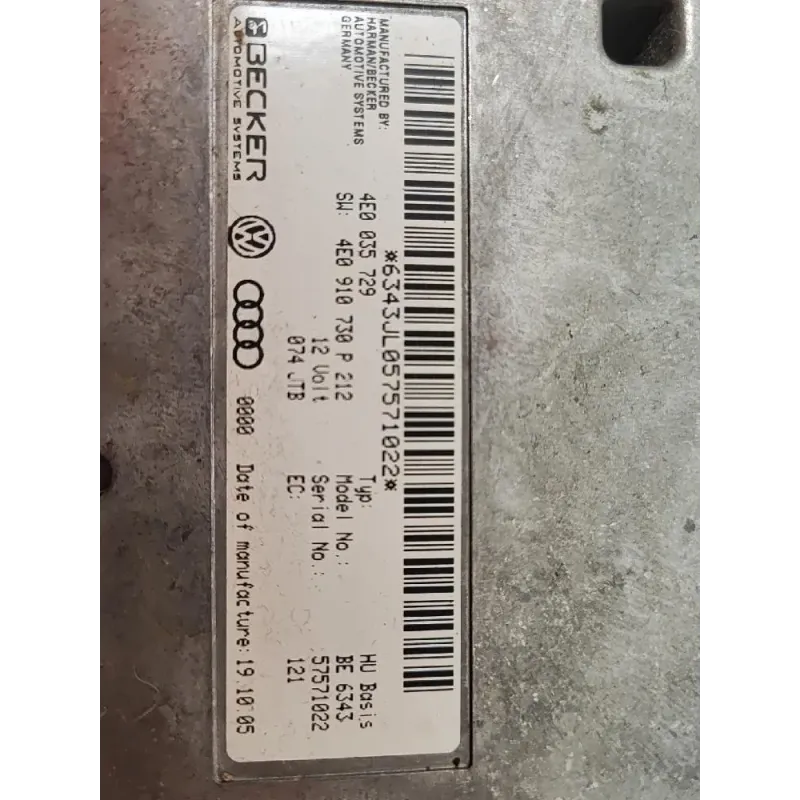 MANUFACTURED BY:
HARMAN/BECKER
AUTOMOTIVE SYSTEMS
GERMANY
BECKER
AUTOMOTIVE SYSTEMS
*6343JL057571022*
4E0 035 729
SW: 4E0 910 730 P 212
12 Volt
074 JTB
Typ: HU Basis
Model No.: BE 6343
Serial No.: 57571022
EC: 121
0000 Date of manufacture: 19 10 05